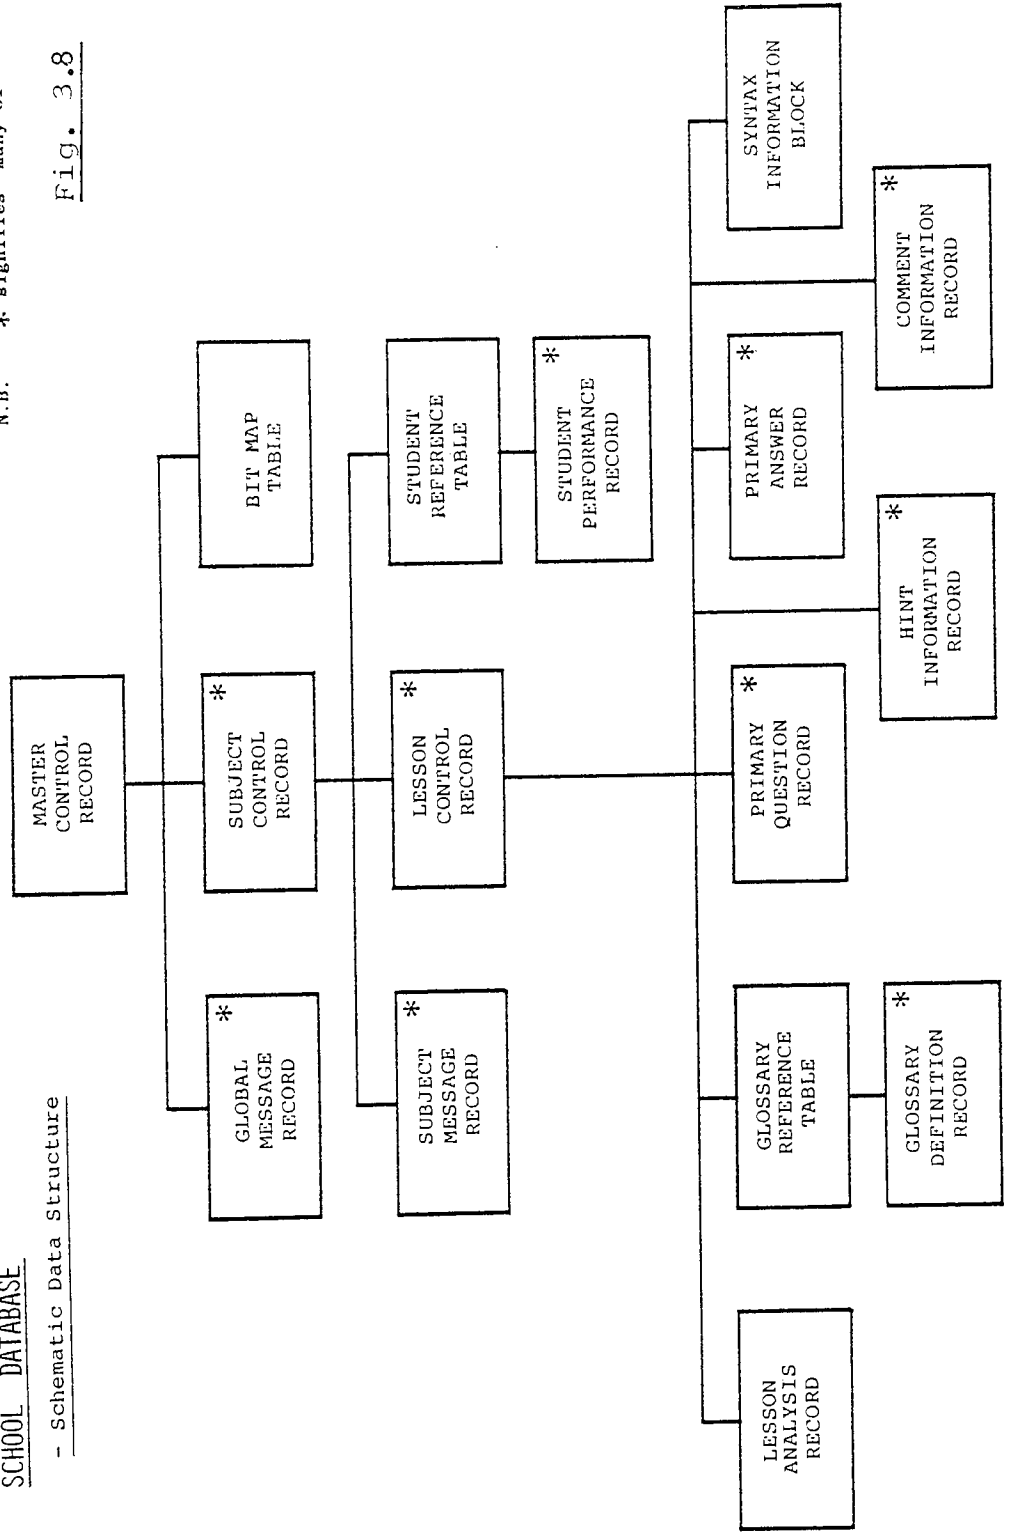 SCHOOL DATABASE
- Schematic Data Structure
N.B. * signifies many of
Fig. 3.8
MASTER
CONTROL
RECORD
GLOBAL
MESSAGE
RECORD
*
SUBJECT
CONTROL
RECORD
*
BIT MAP
TABLE
SUBJECT
MESSAGE
RECORD
*
LESSON
CONTROL
RECORD
*
STUDENT
REFERENCE
TABLE
STUDENT
PERFORMANCE
RECORD
*
LESSON
ANALYSIS
RECORD
GLOSSARY
REFERENCE
TABLE
PRIMARY
QUESTION
RECORD
*
PRIMARY
ANSWER
RECORD
*
SYNTAX
INFORMATION
BLOCK
GLOSSARY
DEFINITION
RECORD
*
HINT
INFORMATION
RECORD
*
COMMENT
INFORMATION
RECORD
*